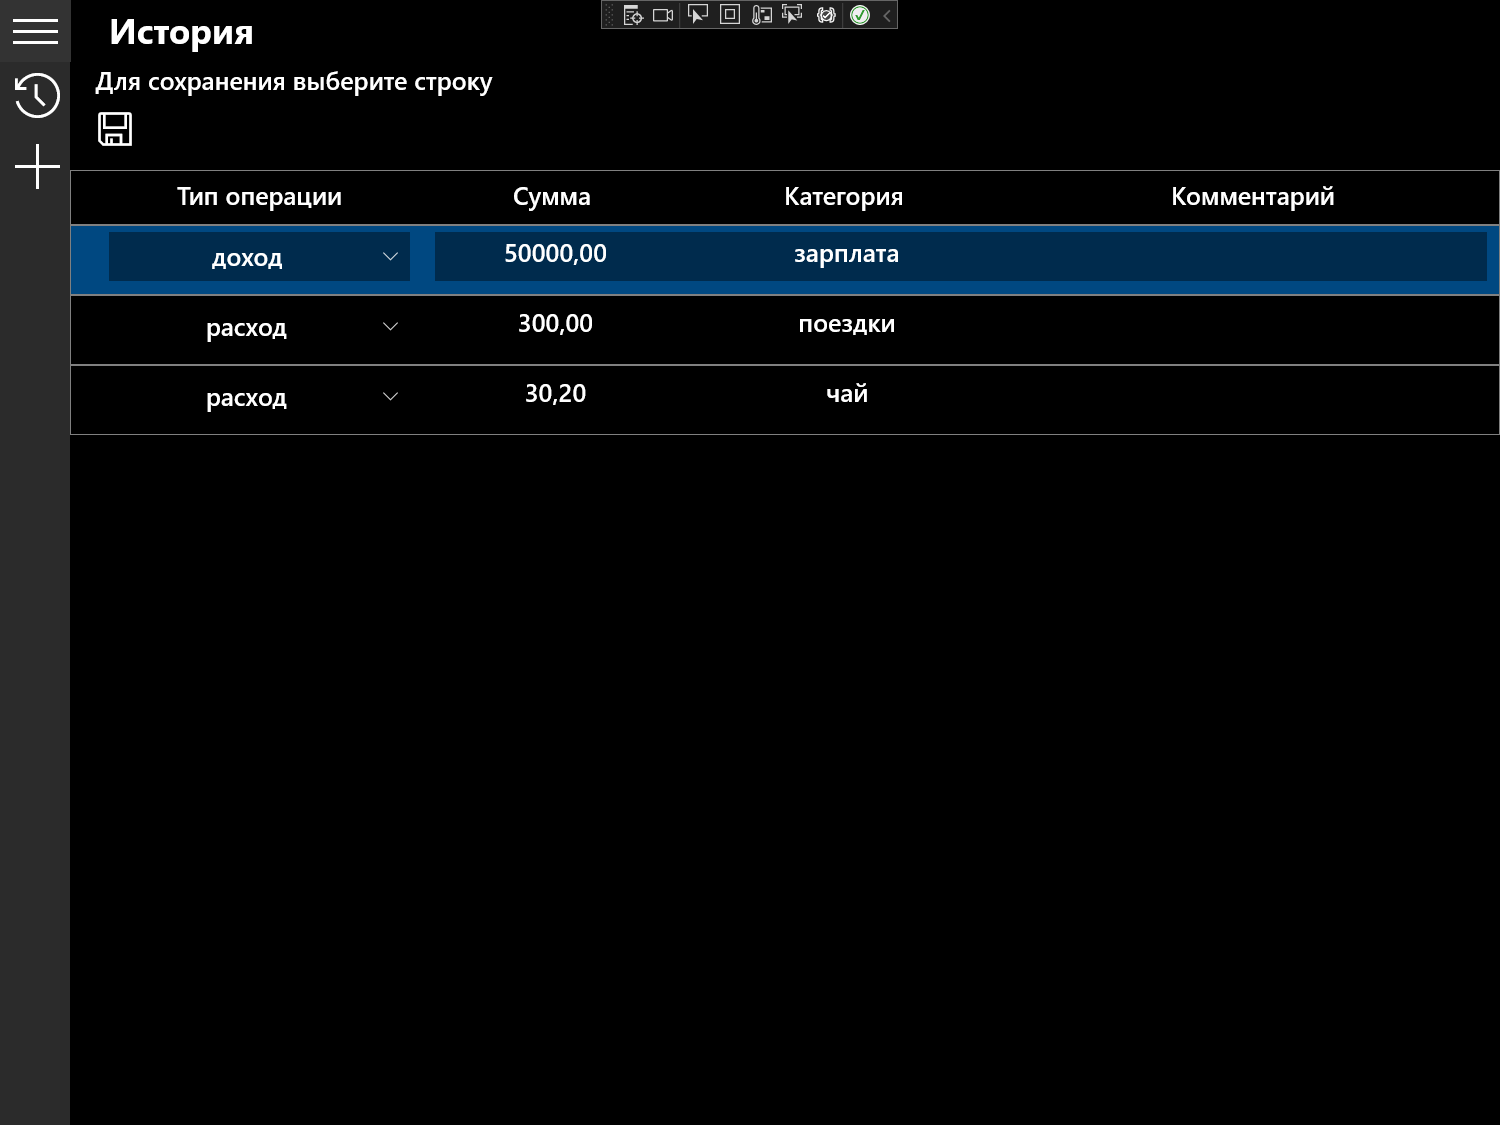 История
Для сохранения выберите строку
Тип операции Сумма Категория Комментарий
доход 50000,00 зарплата
расход 300,00 поездки
расход 30,20 чай